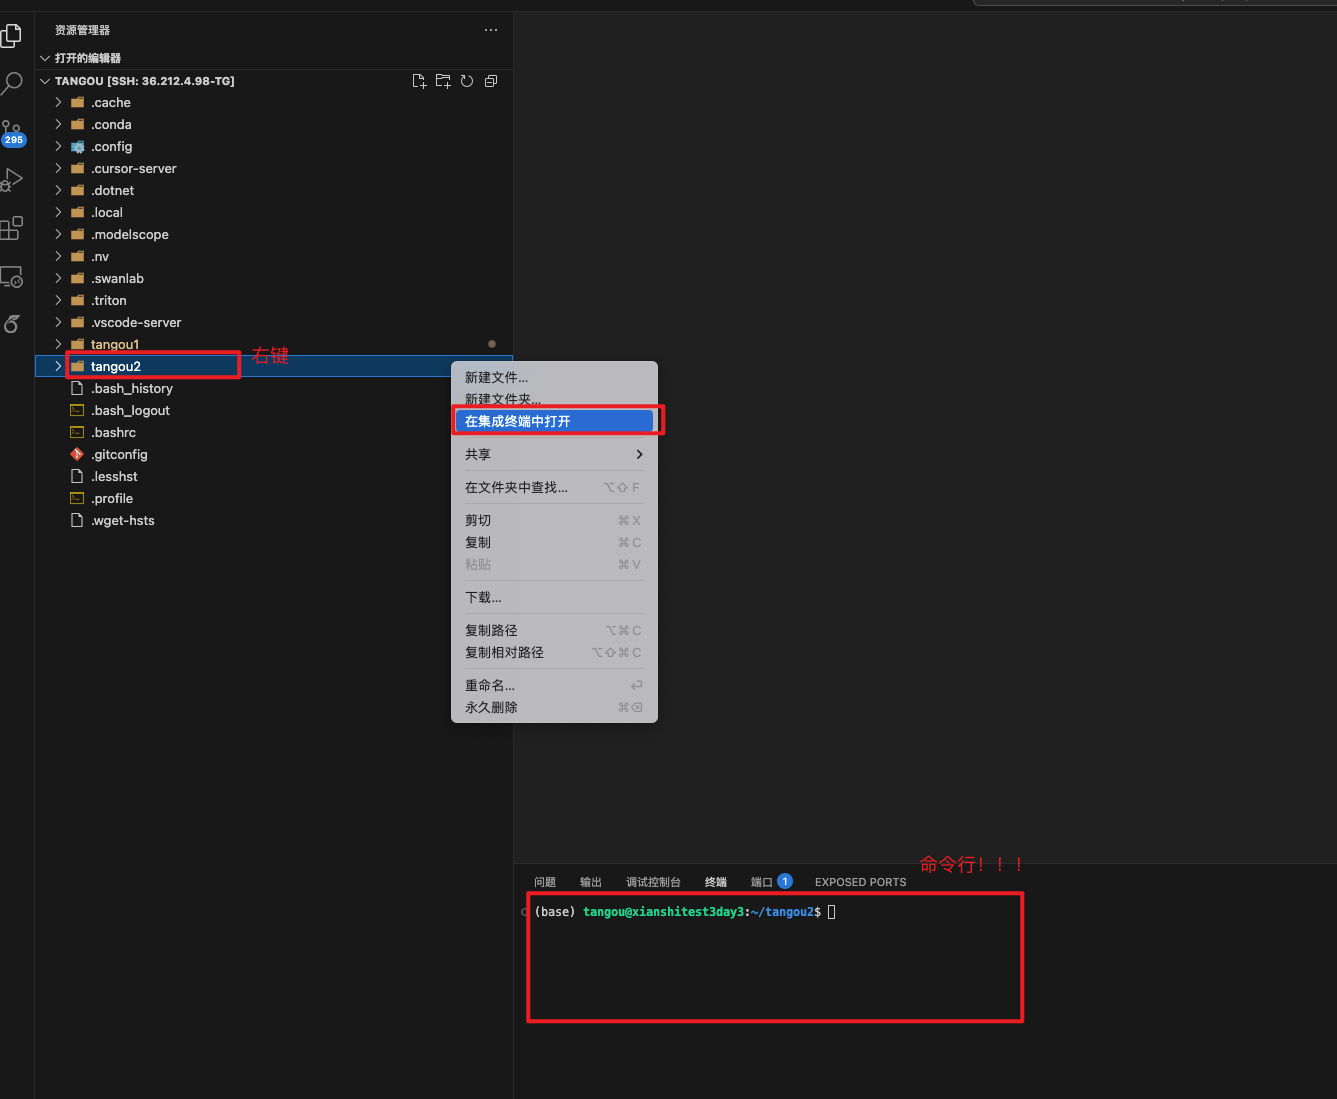 资源管理器
打开的编辑器
TANGOU [SSH: 36.212.4.98-TG]
.cache
.conda
295
.config
.cursor-server
.dotnet
.local
.modelscope
.nv
.swanlab
.triton
.vscode-server
tangou1
tangou2
右键
.bash_history
.bash_logout
.bashrc
.gitconfig
.lesshst
.profile
.wget-hsts
新建文件...
新建文件夹...
在集成终端中打开
共享
在文件夹中查找... ⌥⇧ F
剪切 ⌘ X
复制 ⌘ C
粘贴 ⌘ V
下载...
复制路径 ⌥⌘ C
复制相对路径 ⌥⇧⌘ C
重命名... ⏎
永久删除 ⌘⌫
命令行！！！
问题 输出 调试控制台 终端 端口 1 EXPOSED PORTS
(base) tangou@xianshitest3day3:~/tangou2$